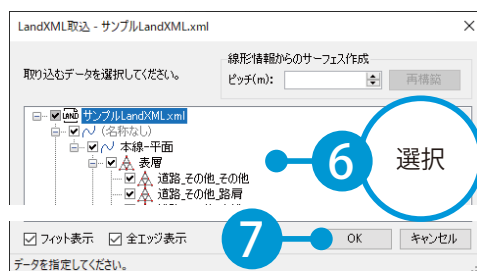 LandXML取込 - サンプルLandXML.xml
線形情報からのサーフェス作成
取り込むデータを選択してください。
ピッチ(m):
再構築
LAND サンプルLandXML.xml
(名称なし)
本線-平面
表層
道路_その他_その他
道路_その他_路肩
6
選択
フィット表示
全エッジ表示
7
OK
キャンセル
データを指定してください。